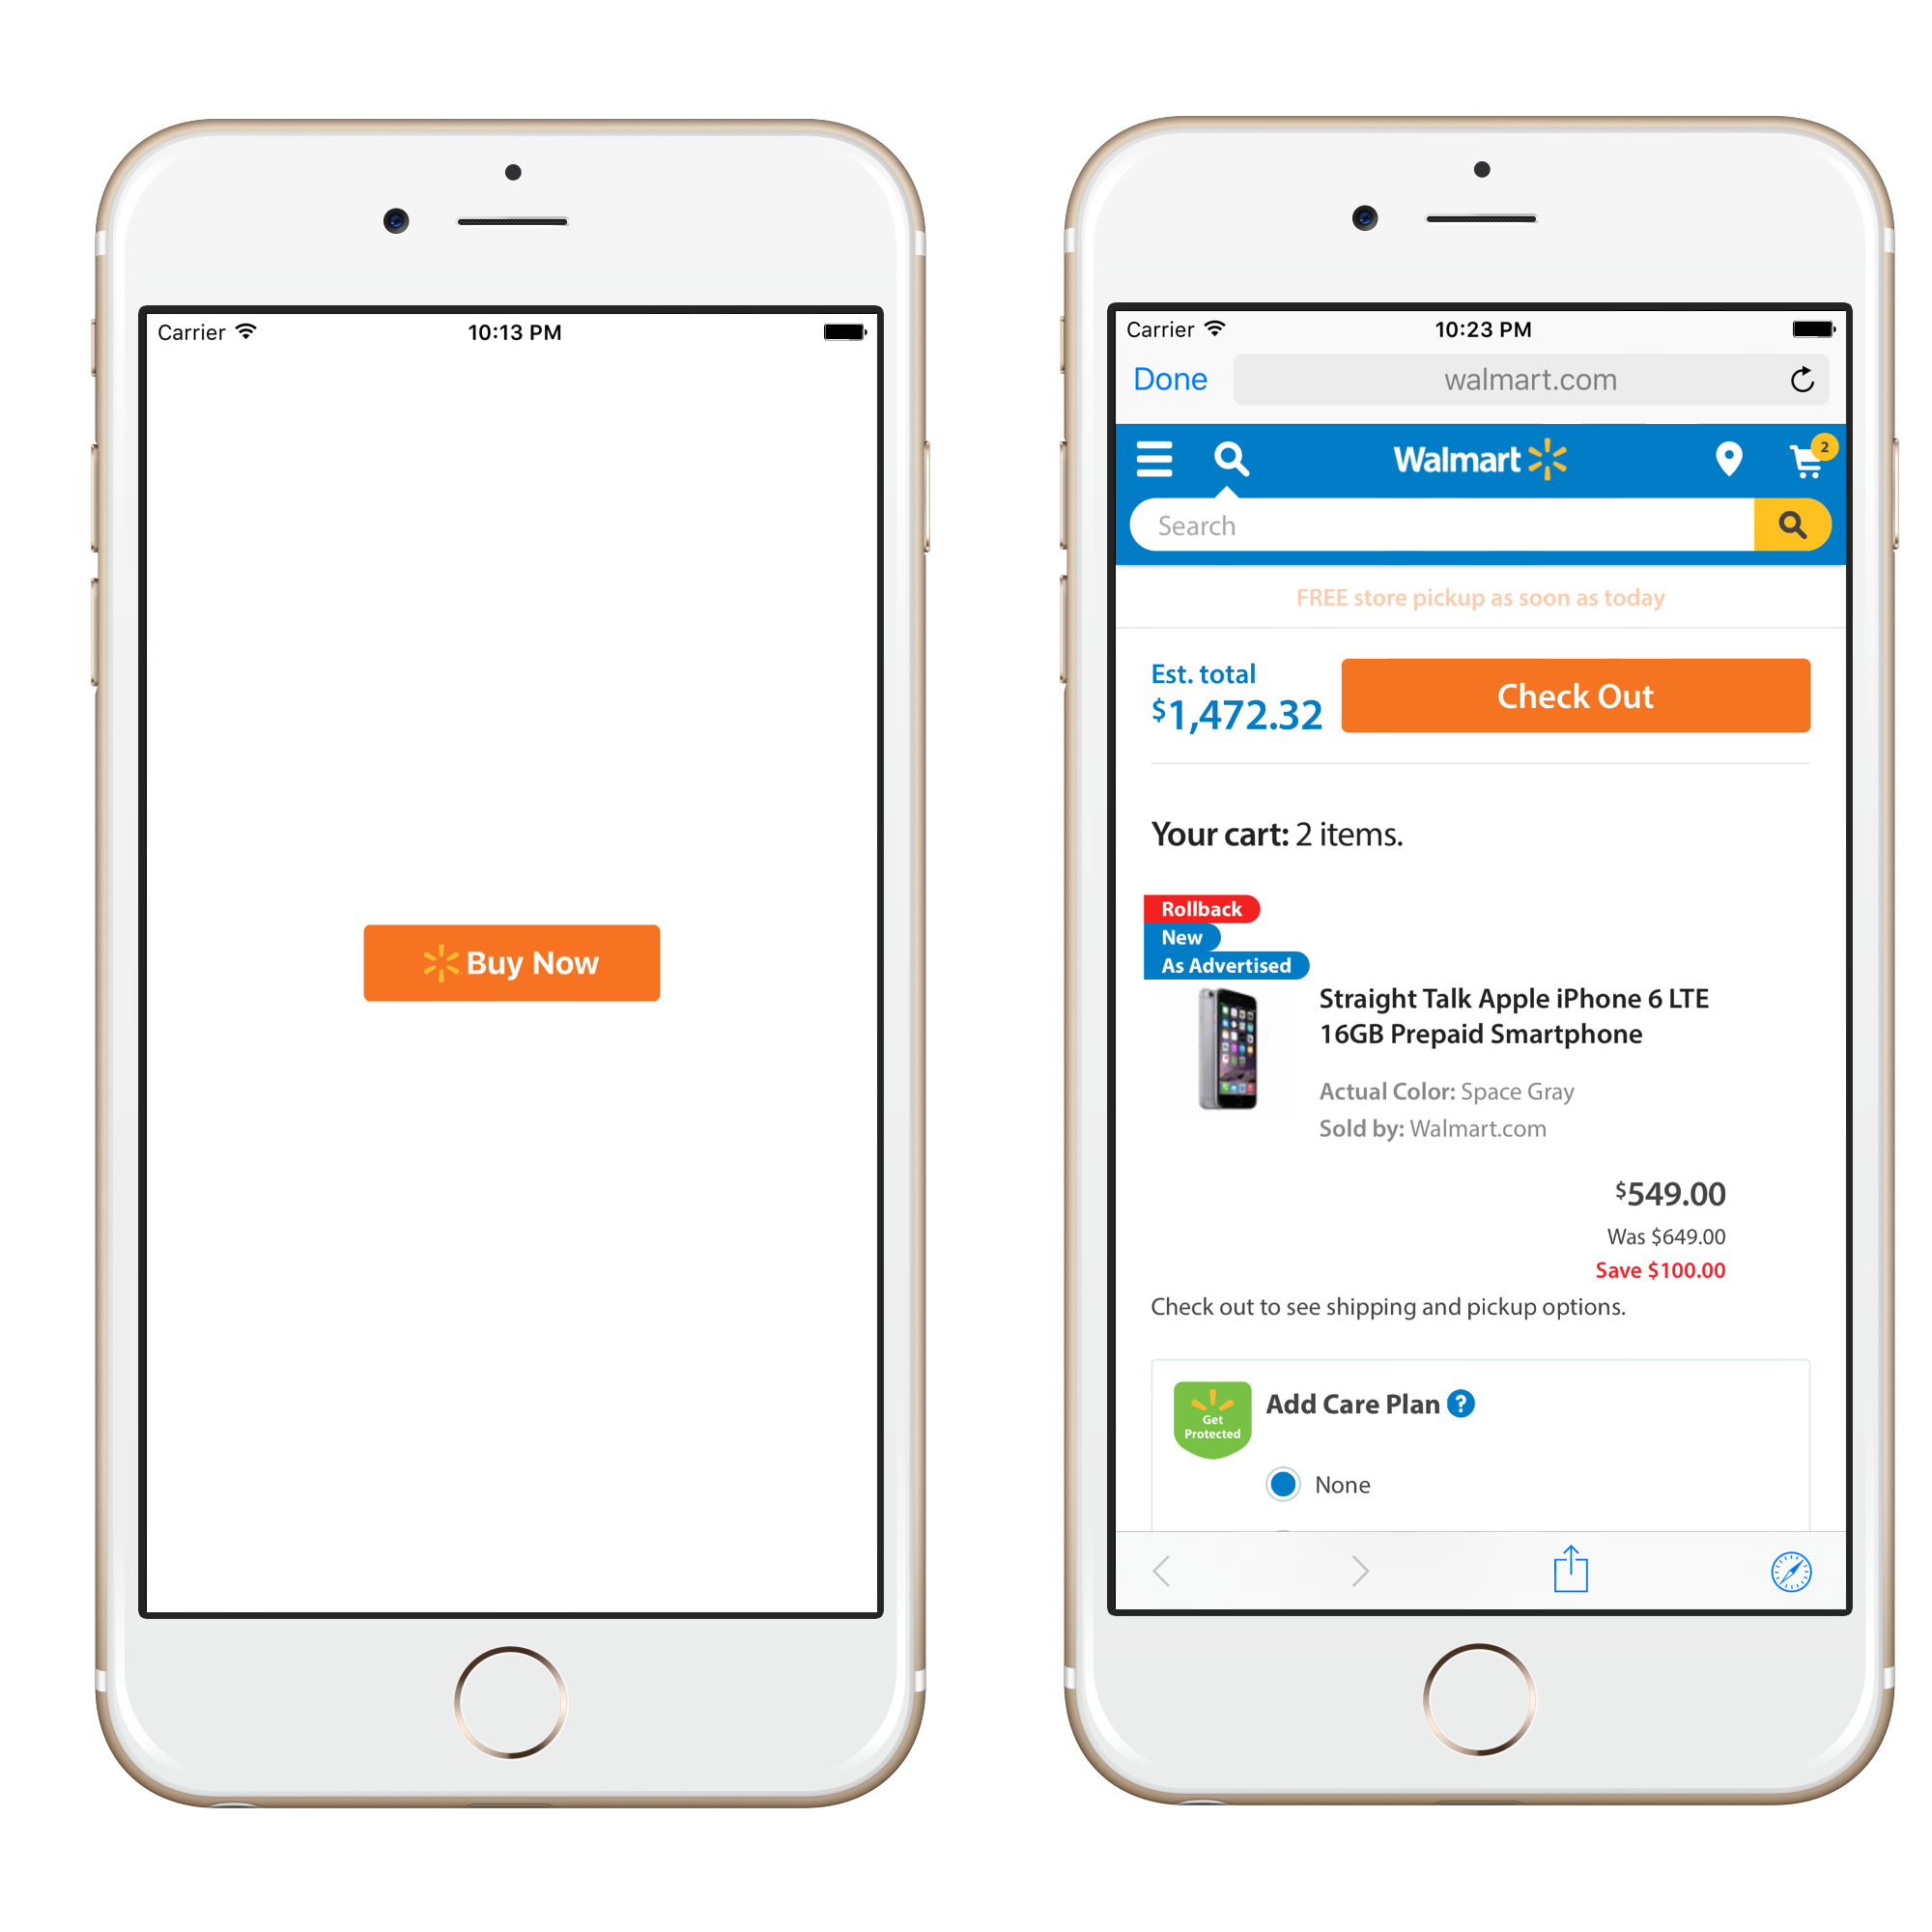 Carrier 10:13 PM
Buy Now
Carrier 10:23 PM
Done walmart.com
Walmart 2
Search
FREE store pickup as soon as today
Est. total
$1,472.32
Check Out
Your cart: 2 items.
Rollback
New
As Advertised
Straight Talk Apple iPhone 6 LTE
16GB Prepaid Smartphone
Actual Color: Space Gray
Sold by: Walmart.com
$549.00
Was $649.00
Save $100.00
Check out to see shipping and pickup options.
Get
Protected
Add Care Plan ?
None